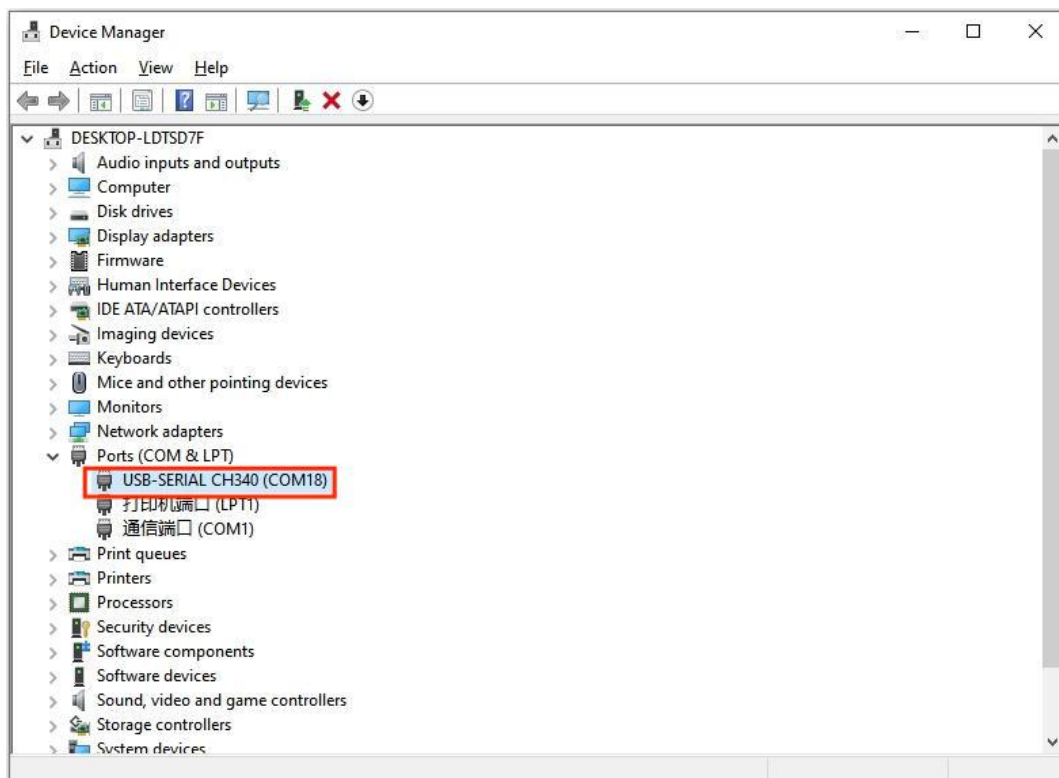 Device Manager
File Action View Help
DESKTOP-LDTSD7F
Audio inputs and outputs
Computer
Disk drives
Display adapters
Firmware
Human Interface Devices
IDE ATA/ATAPI controllers
Imaging devices
Keyboards
Mice and other pointing devices
Monitors
Network adapters
Ports (COM & LPT)
USB-SERIAL CH340 (COM18)
打印机端口 (LPT1)
通信端口 (COM1)
Print queues
Printers
Processors
Security devices
Software components
Software devices
Sound, video and game controllers
Storage controllers
System devices